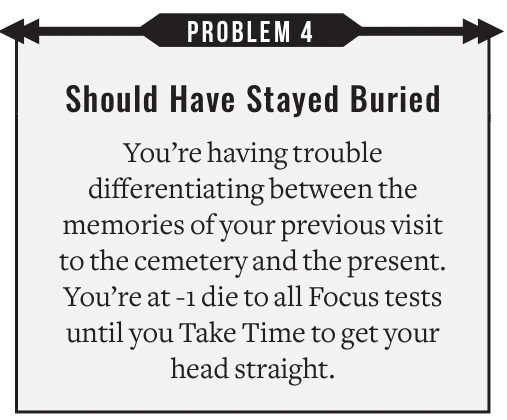 PROBLEM 4
Should Have Stayed Buried
You’re having trouble
differentiating between the
memories of your previous visit
to the cemetery and the present.
You’re at -1 die to all Focus tests
until you Take Time to get your
head straight.